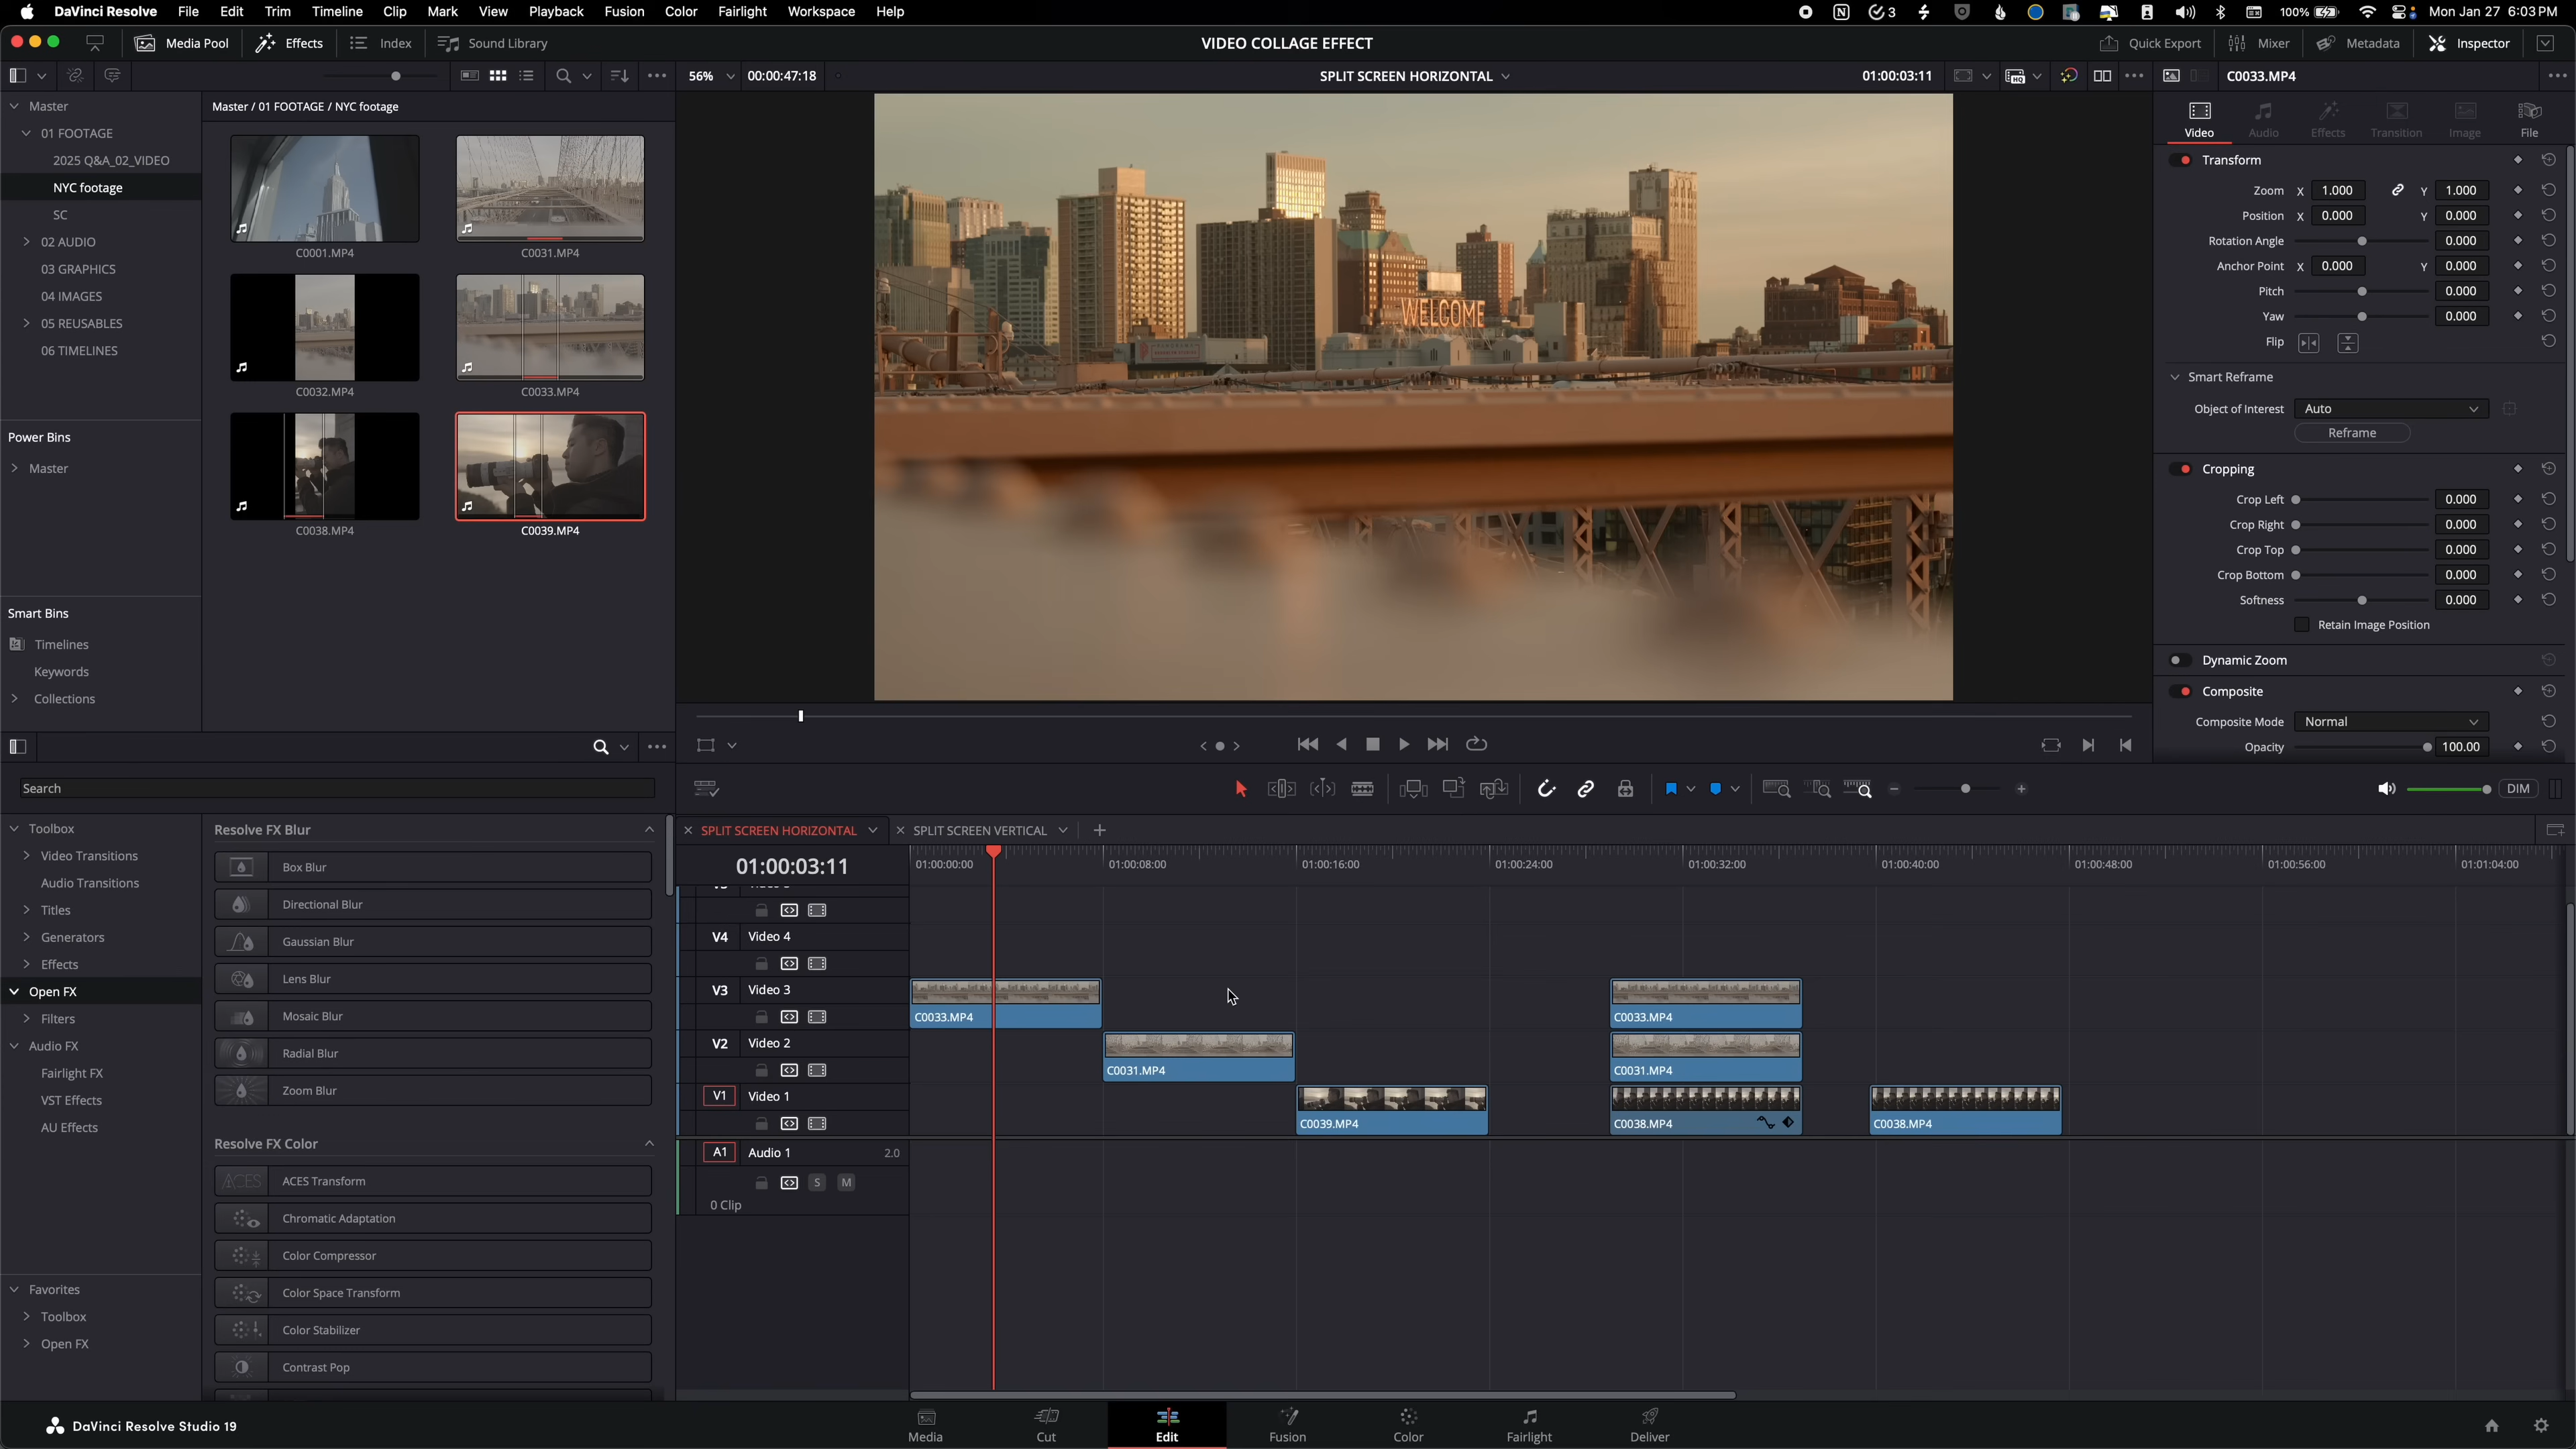 DaVinci Resolve File Edit Trim Timeline Clip Mark View Playback Fusion Color Fairlight Workspace Help 3 100% Mon Jan 27 6:03 PM
Media Pool Effects Index Sound Library VIDEO COLLAGE EFFECT Quick Export Mixer Metadata Inspector
56% 00:00:47:18 SPLIT SCREEN HORIZONTAL 01:00:03:11 HQ C0033.MP4
Master
01 FOOTAGE
2025 Q&A_02_VIDEO
NYC footage
SC
02 AUDIO
03 GRAPHICS
04 IMAGES
05 REUSABLES
06 TIMELINES
Power Bins
Master
Smart Bins
Timelines
Keywords
Collections
Master / 01 FOOTAGE / NYC footage
C0001.MP4 C0031.MP4
C0032.MP4 C0033.MP4
C0038.MP4 C0039.MP4
WELCOME
Video Audio Effects Transition Image File
Transform
Zoom X 1.000 Y 1.000
Position X 0.000 Y 0.000
Rotation Angle 0.000
Anchor Point X 0.000 Y 0.000
Pitch 0.000
Yaw 0.000
Flip
Smart Reframe
Object of Interest Auto
Reframe
Cropping
Crop Left 0.000
Crop Right 0.000
Crop Top 0.000
Crop Bottom 0.000
Softness 0.000
Retain Image Position
Dynamic Zoom
Composite
Composite Mode Normal
Opacity 100.00
Search
Toolbox
Video Transitions
Audio Transitions
Titles
Generators
Effects
Open FX
Filters
Audio FX
Fairlight FX
VST Effects
AU Effects
Favorites
Toolbox
Open FX
Resolve FX Blur
Box Blur
Directional Blur
Gaussian Blur
Lens Blur
Mosaic Blur
Radial Blur
Zoom Blur
Resolve FX Color
ACES ACES Transform
Chromatic Adaptation
Color Compressor
Color Space Transform
Color Stabilizer
Contrast Pop
DIM
SPLIT SCREEN HORIZONTAL SPLIT SCREEN VERTICAL
01:00:03:11 01:00:00:00 01:00:08:00 01:00:16:00 01:00:24:00 01:00:32:00 01:00:40:00 01:00:48:00 01:00:56:00 01:01:04:00
V4 Video 4
V3 Video 3
C0033.MP4 C0033.MP4
V2 Video 2
C0031.MP4 C0031.MP4
V1 Video 1
C0039.MP4 C0038.MP4 C0038.MP4
A1 Audio 1 2.0
S M
0 Clip
DaVinci Resolve Studio 19
Media Cut Edit Fusion Color Fairlight Deliver